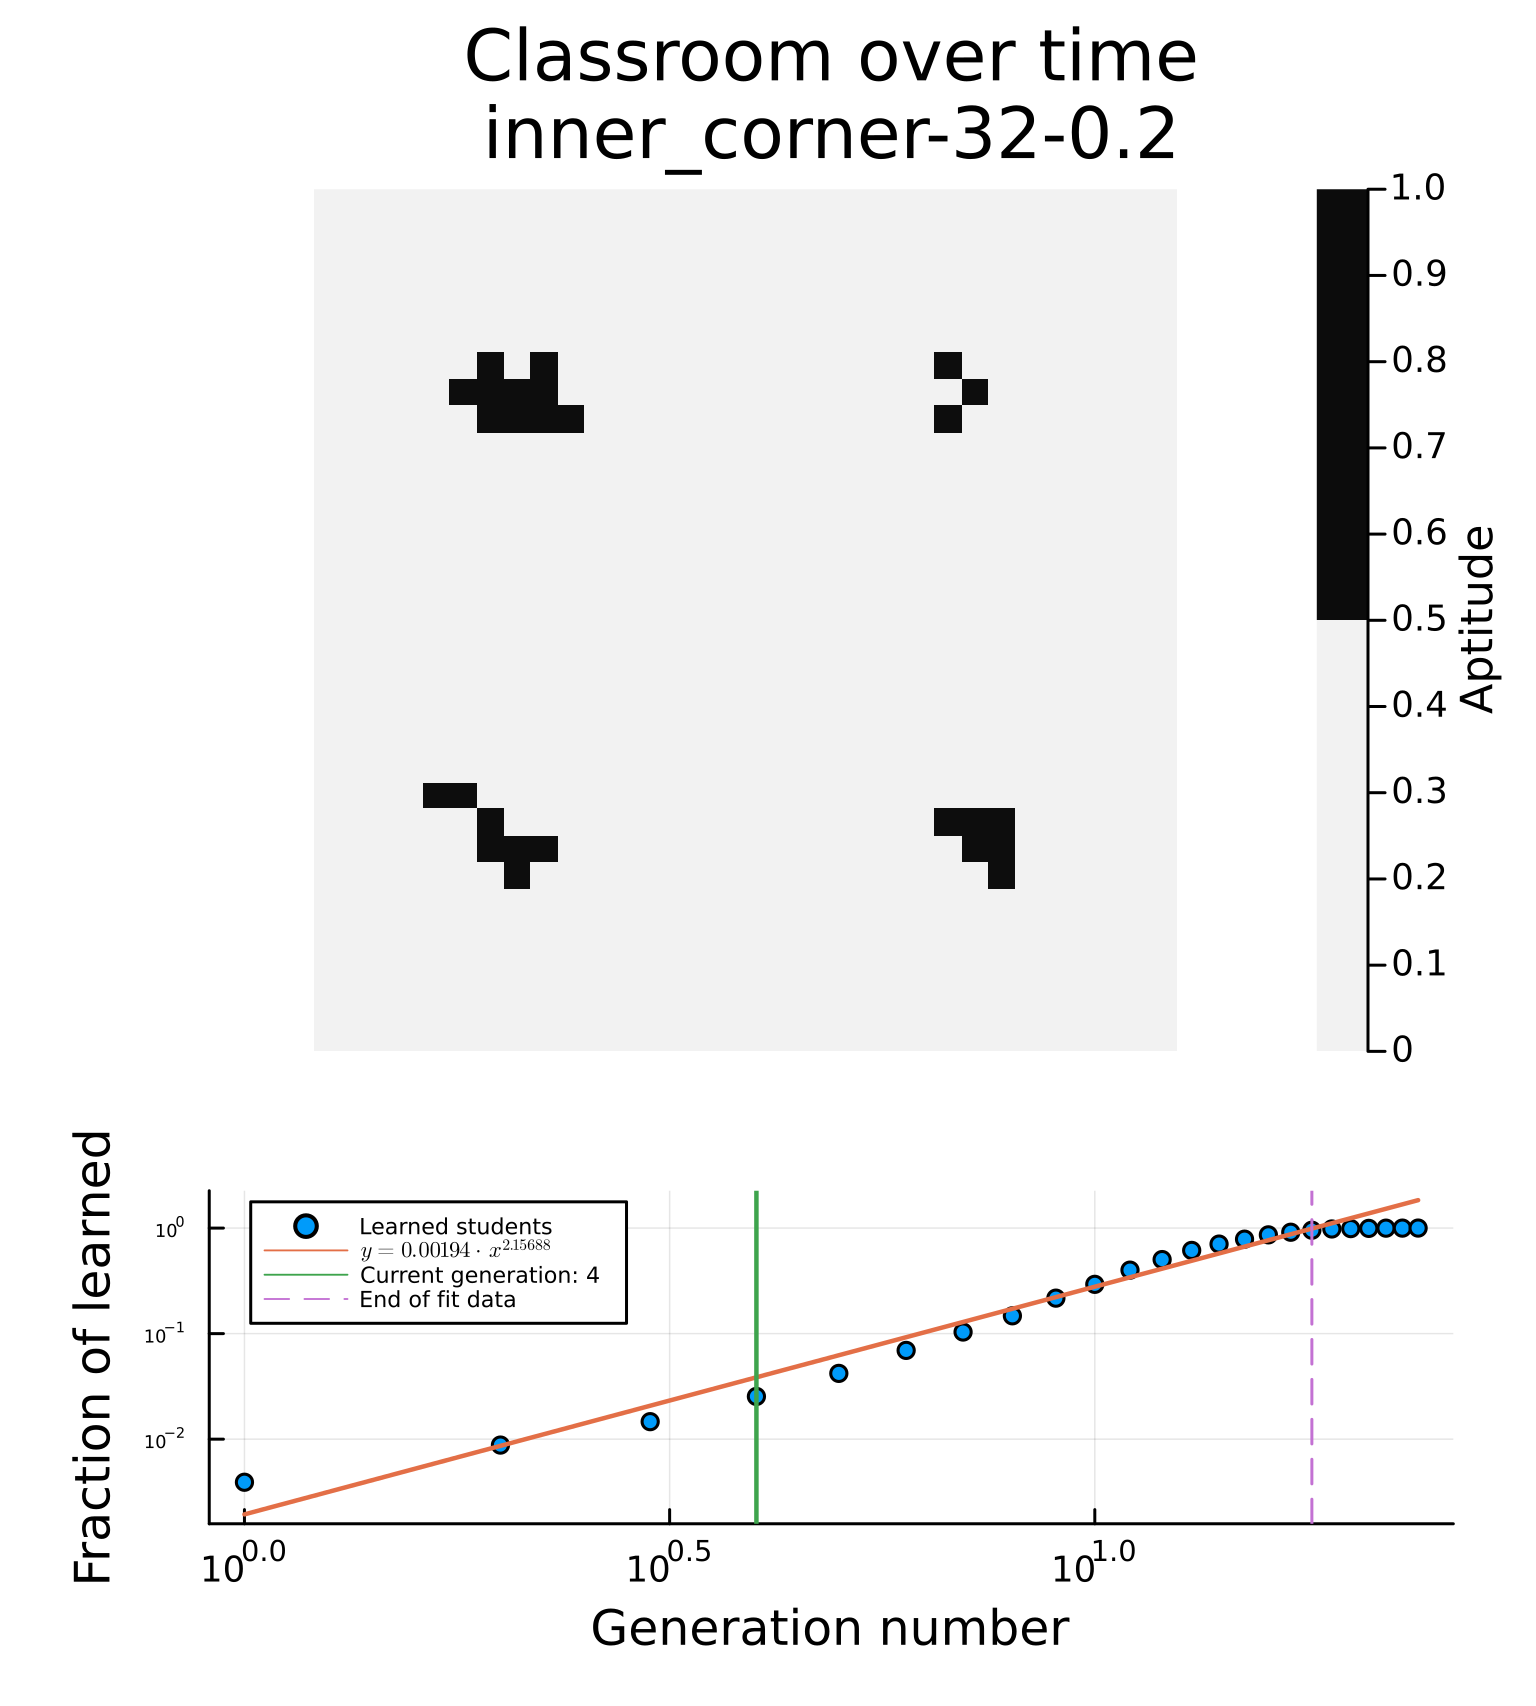 Classroom over time
inner_corner-32-0.2
1.0
0.9
0.8
0.7
0.6
0.5
0.4
0.3
0.2
0.1
0
Aptitude
Fraction of learned
10^0
10^−1
10^−2
Learned students
y = 0.00194 · x^2.15688
Current generation: 4
End of fit data
10^0.0
10^0.5
10^1.0
Generation number